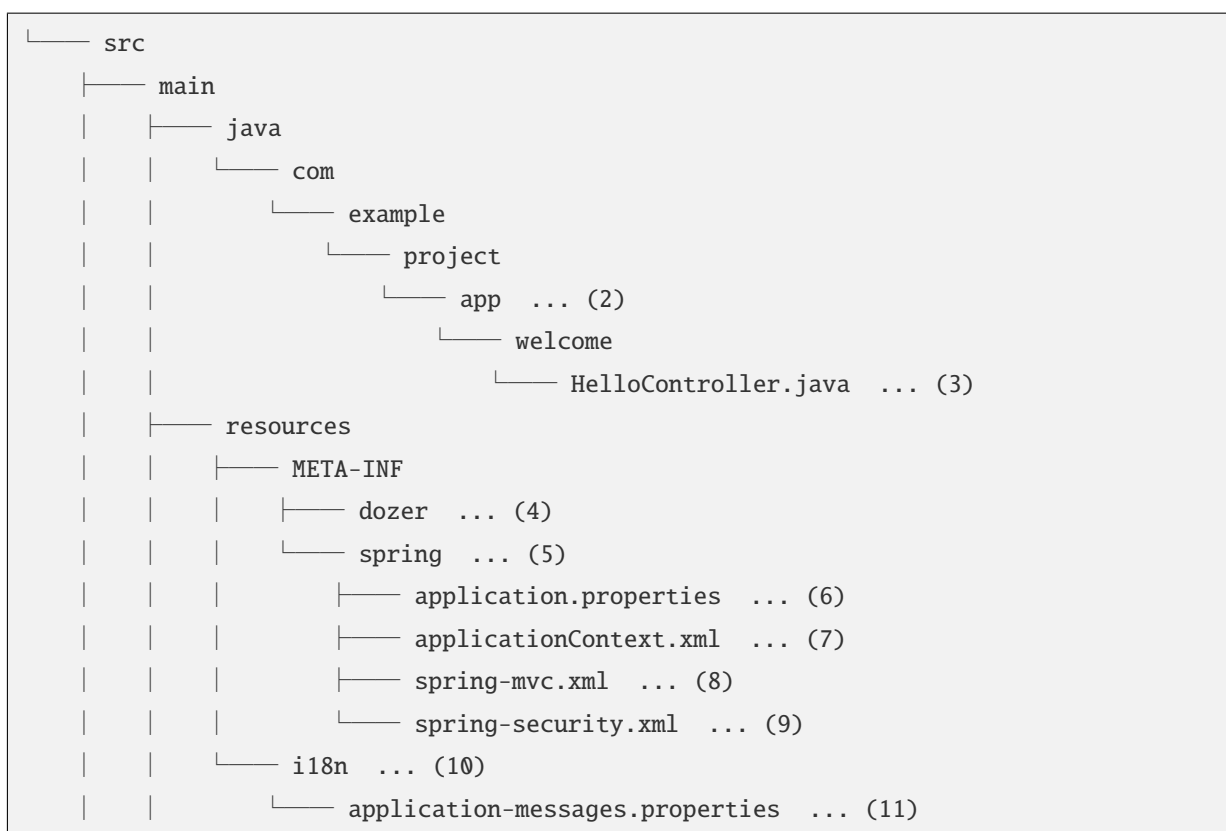 └── src
    ├── main
    │   ├── java
    │   │   └── com
    │   │       └── example
    │   │           └── project
    │   │               └── app  ... (2)
    │   │                   └── welcome
    │   │                       └── HelloController.java  ... (3)
    │   ├── resources
    │   │   ├── META-INF
    │   │   │   ├── dozer  ... (4)
    │   │   │   └── spring  ... (5)
    │   │   │       ├── application.properties  ... (6)
    │   │   │       ├── applicationContext.xml  ... (7)
    │   │   │       ├── spring-mvc.xml  ... (8)
    │   │   │       └── spring-security.xml  ... (9)
    │   │   └── i18n  ... (10)
    │   │       └── application-messages.properties  ... (11)